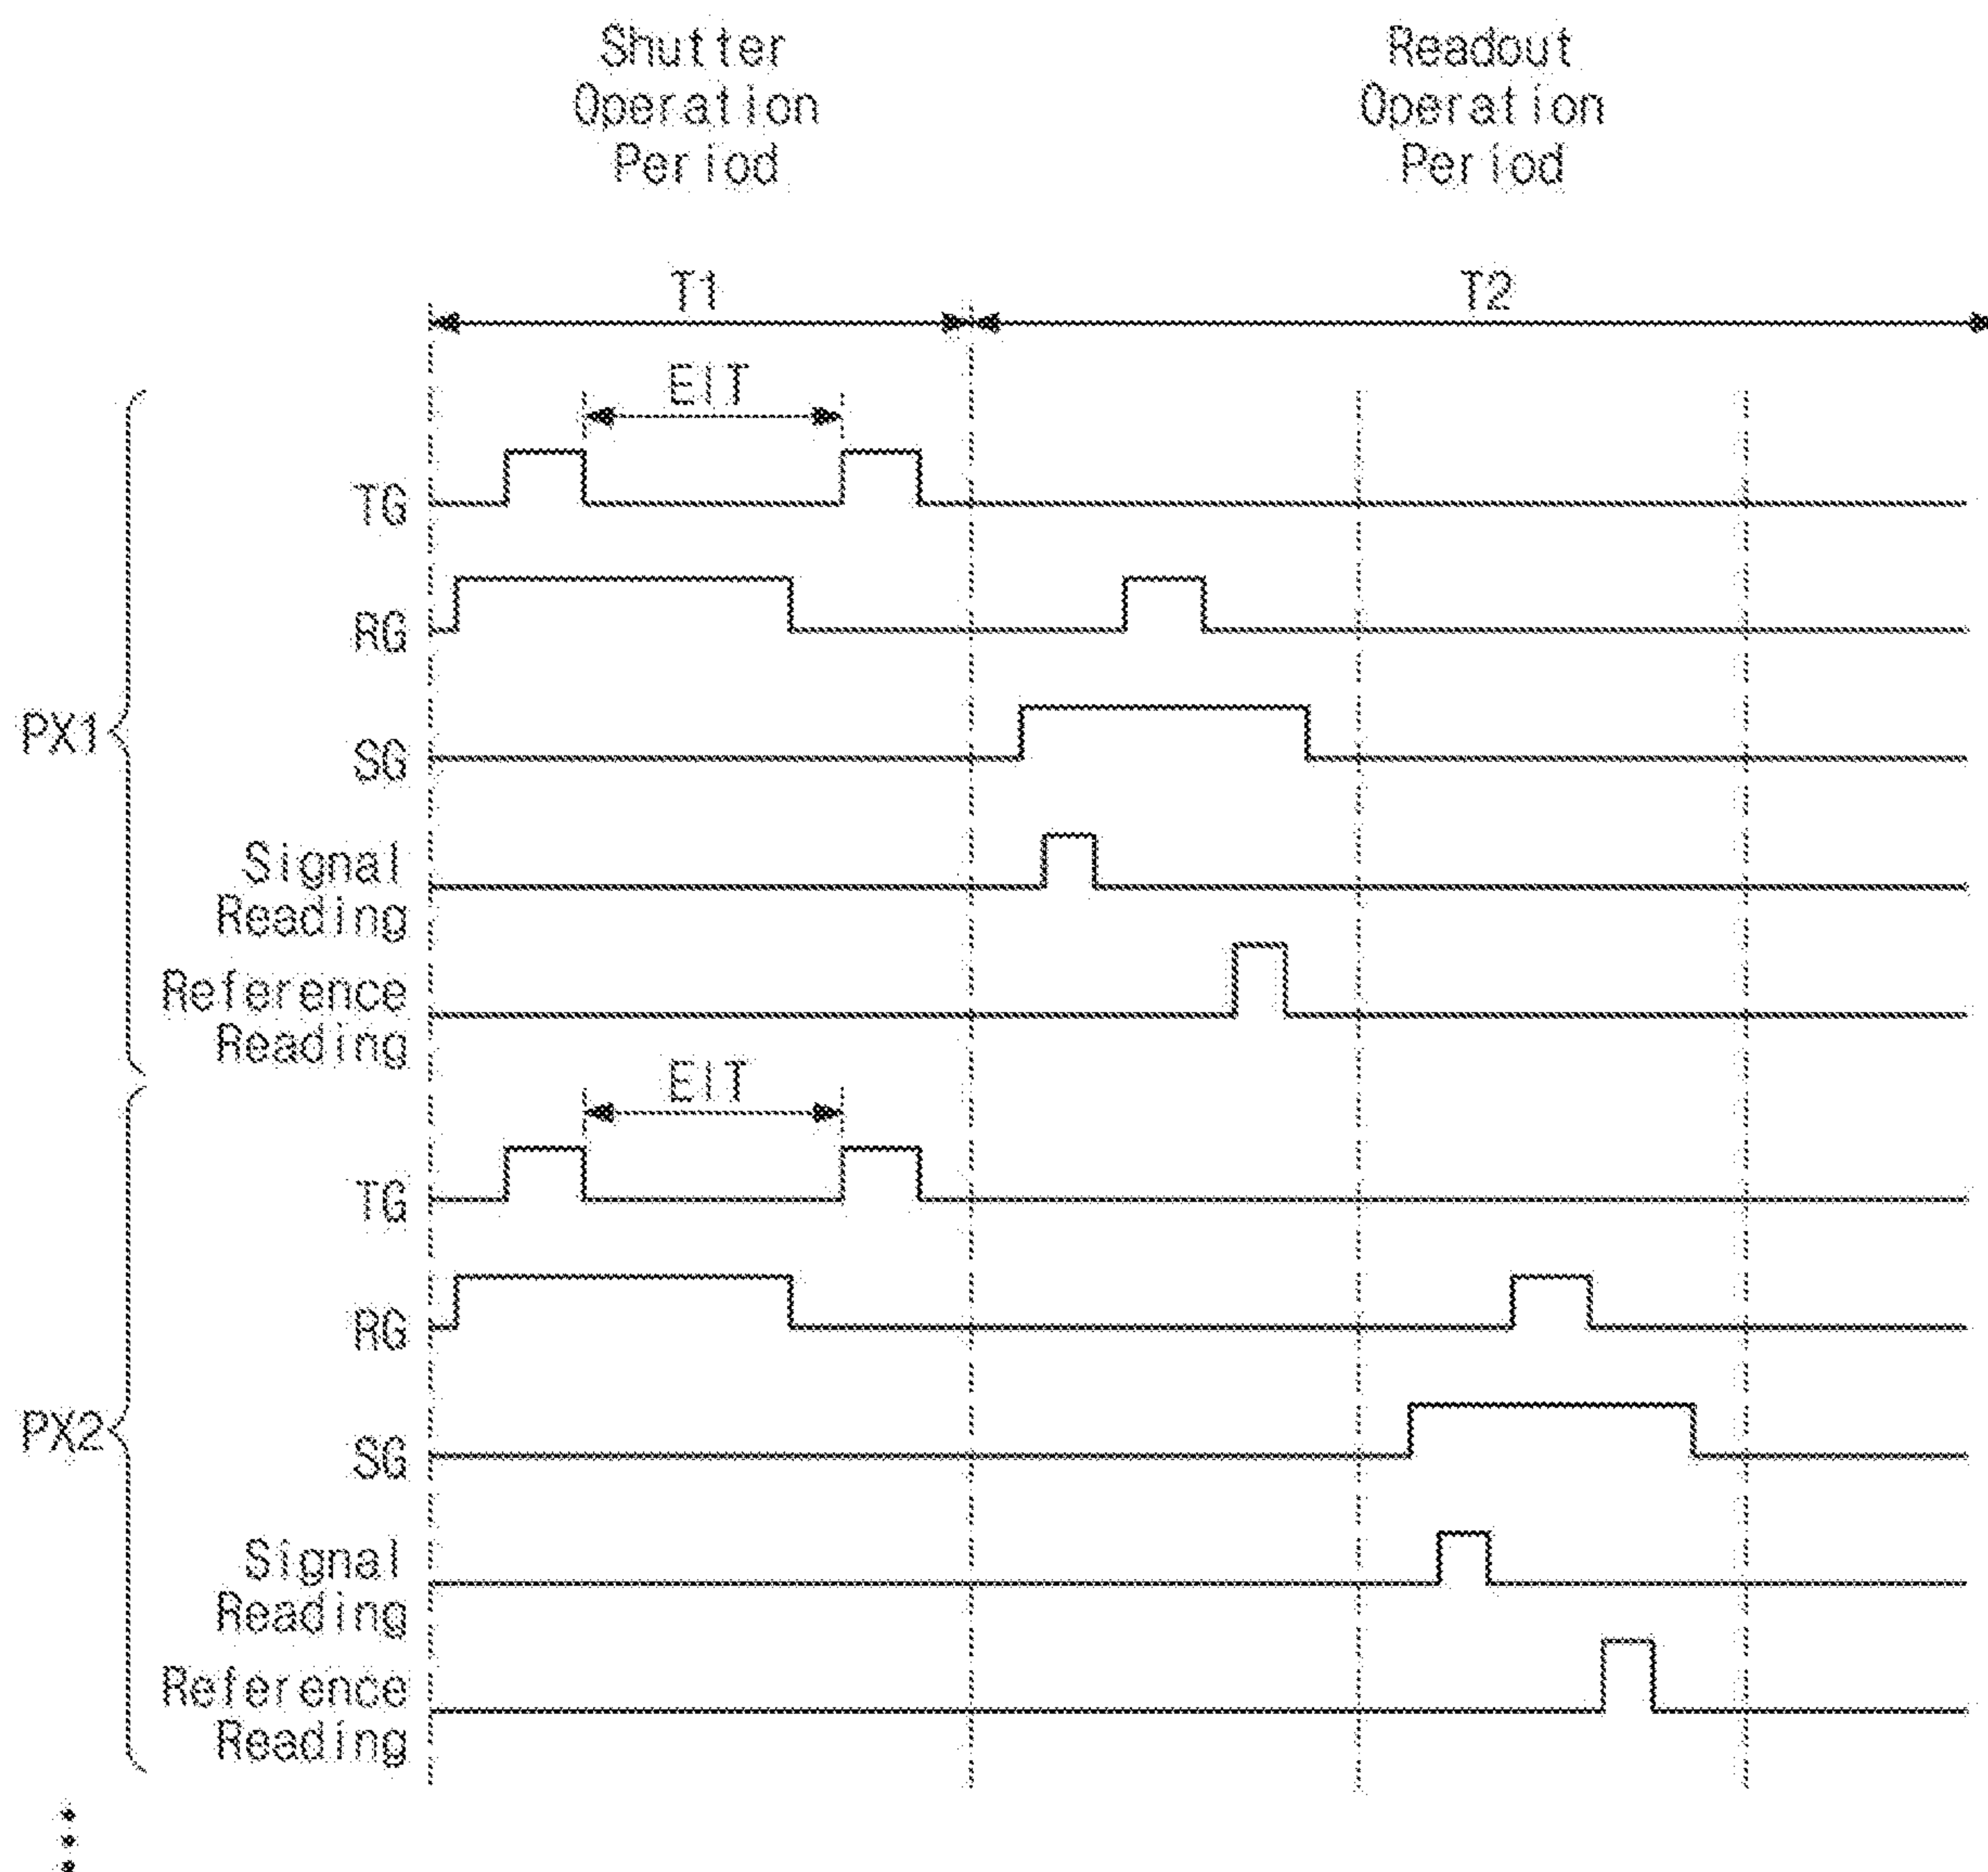 Shutter
Operation
Period
Readout
Operation
Period
T1
T2
EIT
TG
RG
PX1
SG
Signal
Reading
Reference
Reading
EIT
TG
RG
PX2
SG
Signal
Reading
Reference
Reading